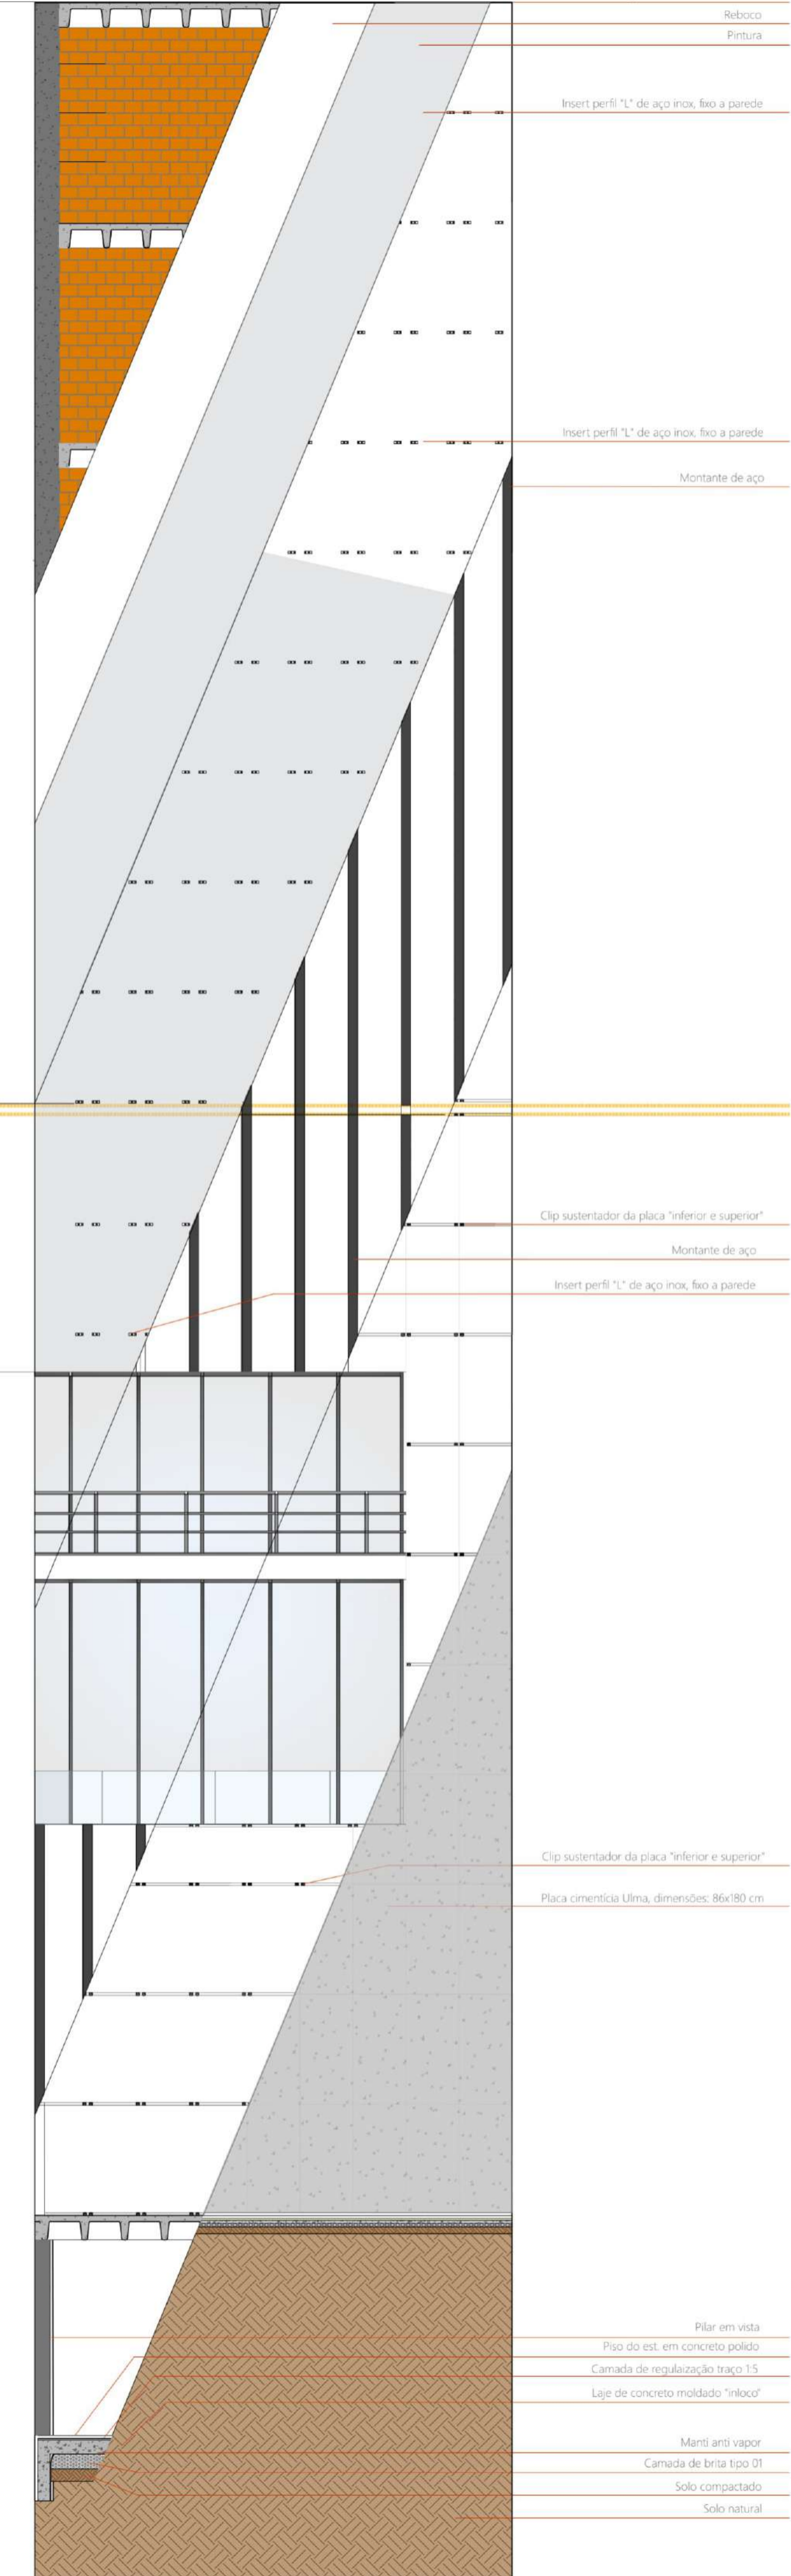 Reboco
Pintura
Insert perfil "L" de aço inox, fixo a parede
Insert perfil "L" de aço inox, fixo a parede
Montante de aço
Clip sustentador da placa "inferior e superior"
Montante de aço
Insert perfil "L" de aço inox, fixo a parede
Clip sustentador da placa "inferior e superior"
Placa cimentícia Ulma, dimensões: 86x180 cm
Pilar em vista
Piso do est. em concreto polido
Camada de regulaização traço 1:5
Laje de concreto moldado "inloco"
Manti anti vapor
Camada de brita tipo 01
Solo compactado
Solo natural